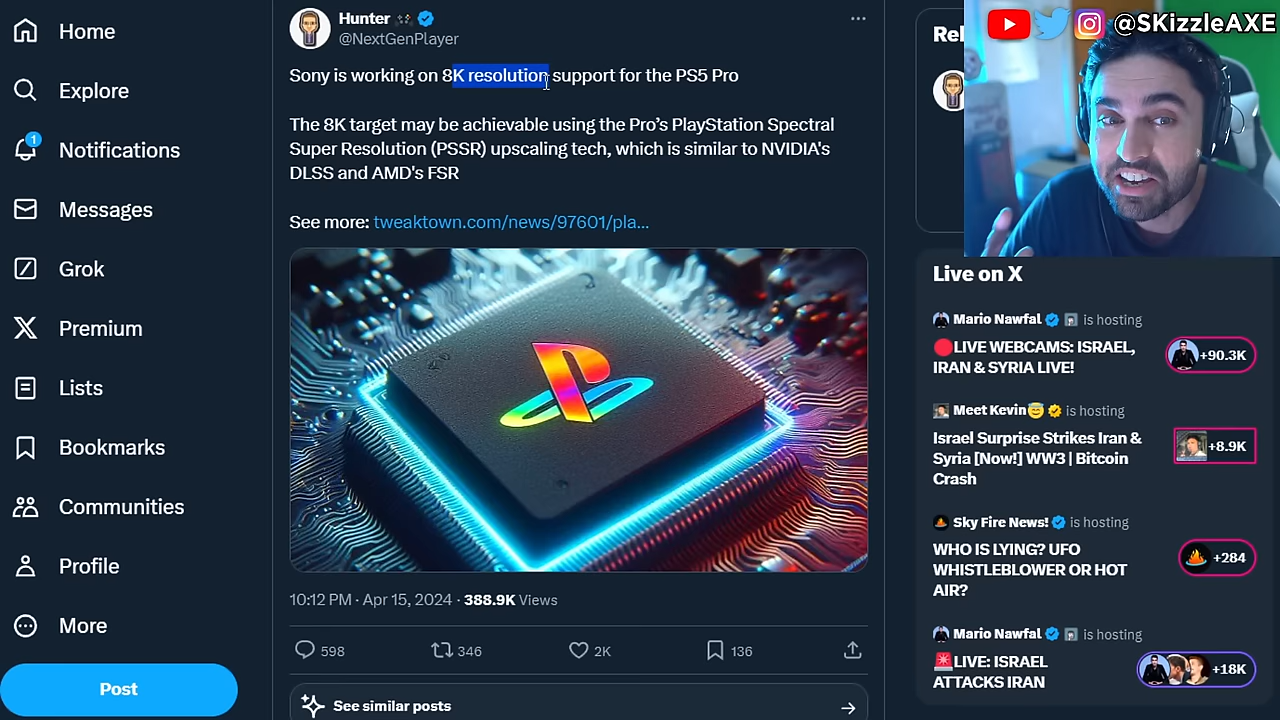 Home
Explore
1
Notifications
Messages
Grok
Premium
Lists
Bookmarks
Communities
Profile
More
Post
Hunter
@NextGenPlayer
Sony is working on 8K resolution support for the PS5 Pro
The 8K target may be achievable using the Pro’s PlayStation Spectral
Super Resolution (PSSR) upscaling tech, which is similar to NVIDIA's
DLSS and AMD's FSR
See more: tweaktown.com/news/97601/pla...
10:12 PM · Apr 15, 2024 · 388.9K Views
598
346
2K
136
See similar posts
@SKizzleAXE
Rel
Live on X
Mario Nawfal is hosting
LIVE WEBCAMS: ISRAEL,
IRAN & SYRIA LIVE!
+90.3K
Meet Kevin is hosting
Israel Surprise Strikes Iran &
Syria [Now!] WW3 | Bitcoin
Crash
+8.9K
Sky Fire News! is hosting
WHO IS LYING? UFO
WHISTLEBLOWER OR HOT
AIR?
+284
Mario Nawfal is hosting
LIVE: ISRAEL
ATTACKS IRAN
+18K